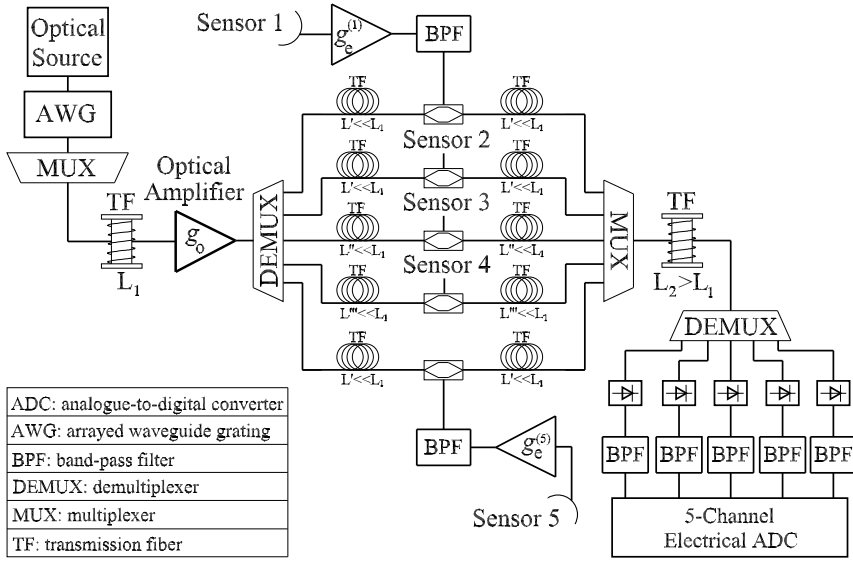 Optical
Source
AWG
MUX
TF
L₁
Optical
Amplifier
gₒ
DEMUX
Sensor 1
gₑ⁽¹⁾
BPF
TF
L'<<L₁
TF
L'<<L₁
Sensor 2
TF
L'<<L₁
TF
L'<<L₁
Sensor 3
TF
L''<<L₁
TF
L''<<L₁
Sensor 4
TF
L'''<<L₁
TF
L'''<<L₁
TF
L'<<L₁
TF
L'<<L₁
BPF
gₑ⁽⁵⁾
Sensor 5
MUX
TF
L₂>L₁
DEMUX
BPF BPF BPF BPF BPF
5-Channel
Electrical ADC
ADC: analogue-to-digital converter
AWG: arrayed waveguide grating
BPF: band-pass filter
DEMUX: demultiplexer
MUX: multiplexer
TF: transmission fiber